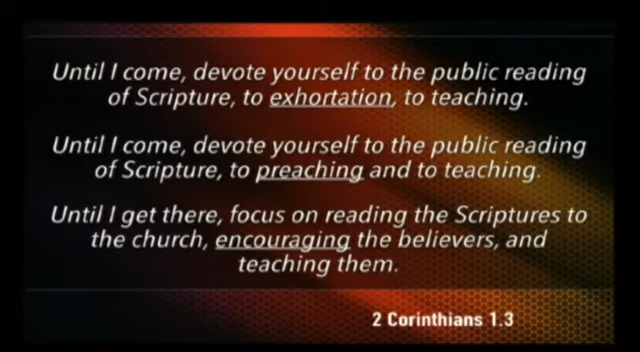 Until I come, devote yourself to the public reading
of Scripture, to exhortation, to teaching.
Until I come, devote yourself to the public reading
of Scripture, to preaching and to teaching.
Until I get there, focus on reading the Scriptures to
the church, encouraging the believers, and
teaching them.
2 Corinthians 1.3